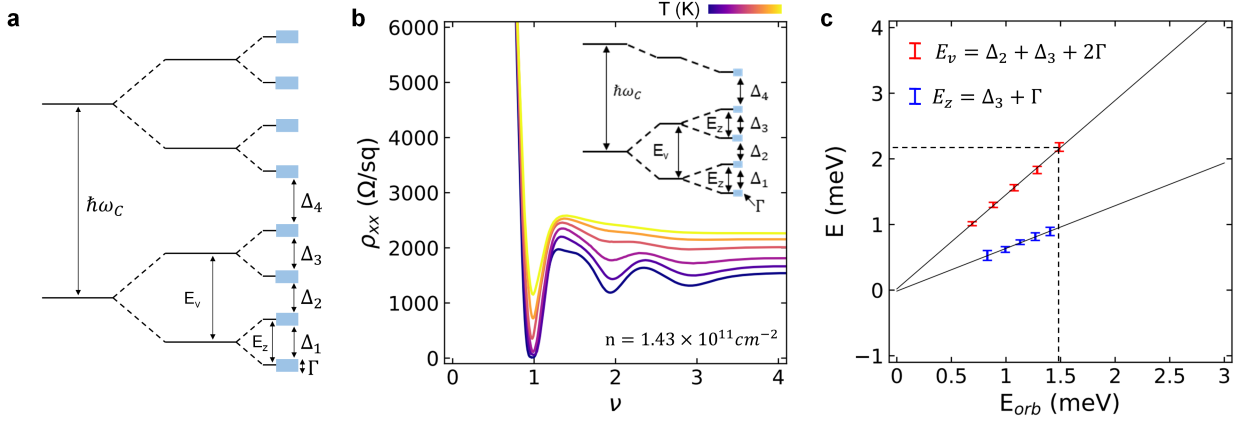 a
ħω_C
E_v
E_z
Δ_4
Δ_3
Δ_2
Δ_1
Γ
b
T (K)
ρ_xx (Ω/sq)
6000
5000
4000
3000
2000
1000
0
0
1
2
3
4
ν
n = 1.43 × 10^11 cm^−2
ħω_C
E_v
E_z
E_z
Δ_4
Δ_3
Δ_2
Δ_1
Γ
c
E_v = Δ_2 + Δ_3 + 2Γ
E_z = Δ_3 + Γ
E (meV)
4
3
2
1
0
−1
0
0.5
1
1.5
2
2.5
3
E_orb (meV)